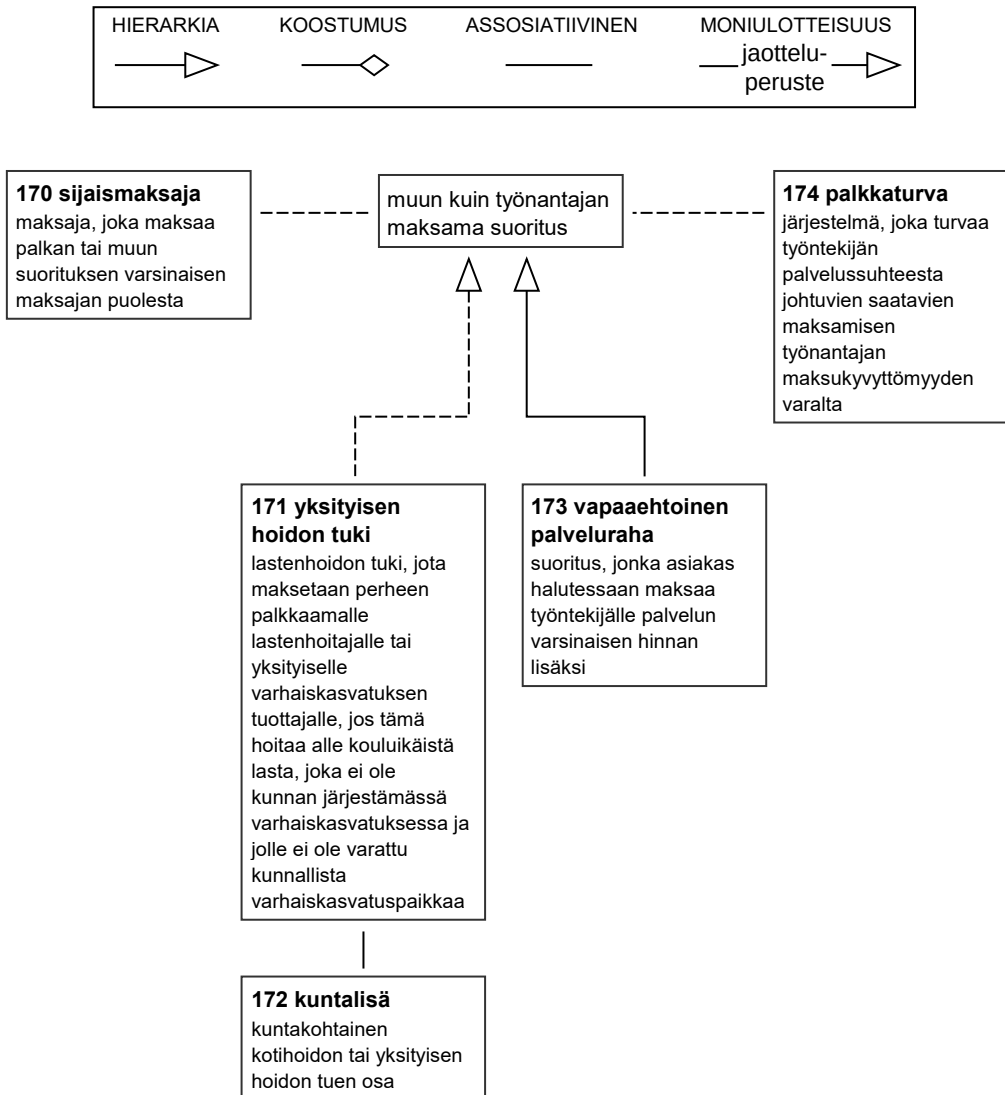 HIERARKIA KOOSTUMUS ASSOSIATIIVINEN MONIULOTTEISUUS
jaottelu-
peruste
170 sijaismaksaja
maksaja, joka maksaa
palkan tai muun
suorituksen varsinaisen
maksajan puolesta
muun kuin työnantajan
maksama suoritus
174 palkkaturva
järjestelmä, joka turvaa
työntekijän
palvelussuhteesta
johtuvien saatavien
maksamisen
työnantajan
maksukyvyttömyyden
varalta
171 yksityisen
hoidon tuki
lastenhoidon tuki, jota
maksetaan perheen
palkkaamalle
lastenhoitajalle tai
yksityiselle
varhaiskasvatuksen
tuottajalle, jos tämä
hoitaa alle kouluikäistä
lasta, joka ei ole
kunnan järjestämässä
varhaiskasvatuksessa ja
jolle ei ole varattu
kunnallista
varhaiskasvatuspaikkaa
173 vapaaehtoinen
palveluraha
suoritus, jonka asiakas
halutessaan maksaa
työntekijälle palvelun
varsinaisen hinnan
lisäksi
172 kuntalisä
kuntakohtainen
kotihoidon tai yksityisen
hoidon tuen osa